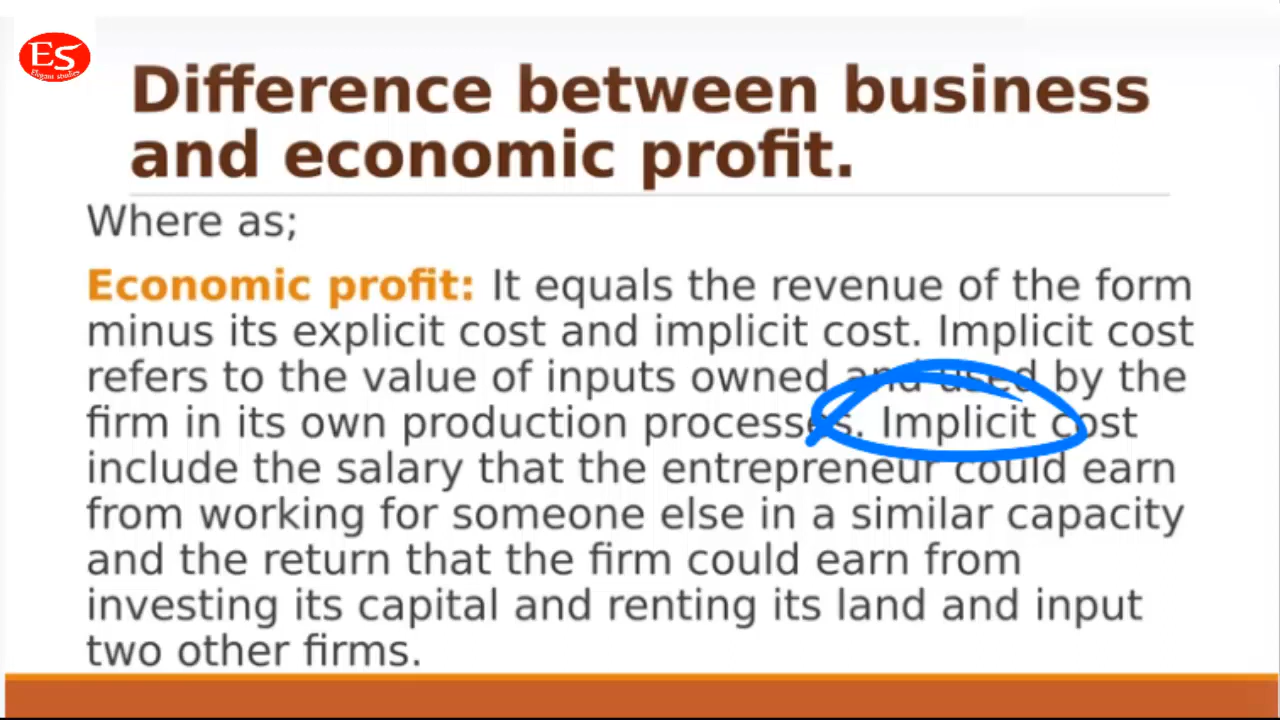 ES
Elegant studies
Difference between business
and economic profit.
Where as;
Economic profit: It equals the revenue of the form
minus its explicit cost and implicit cost. Implicit cost
refers to the value of inputs owned and used by the
firm in its own production processes. Implicit cost
include the salary that the entrepreneur could earn
from working for someone else in a similar capacity
and the return that the firm could earn from
investing its capital and renting its land and input
two other firms.